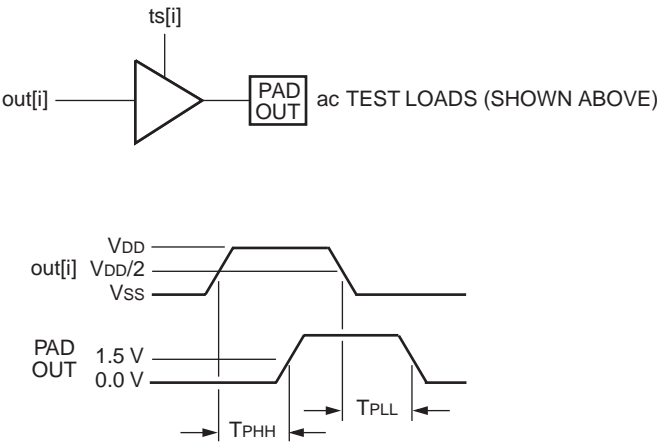 ts[i]
out[i]
PAD
OUT
ac TEST LOADS (SHOWN ABOVE)
VDD
out[i] VDD/2
VSS
PAD
OUT
1.5 V
0.0 V
TPHH
TPLL